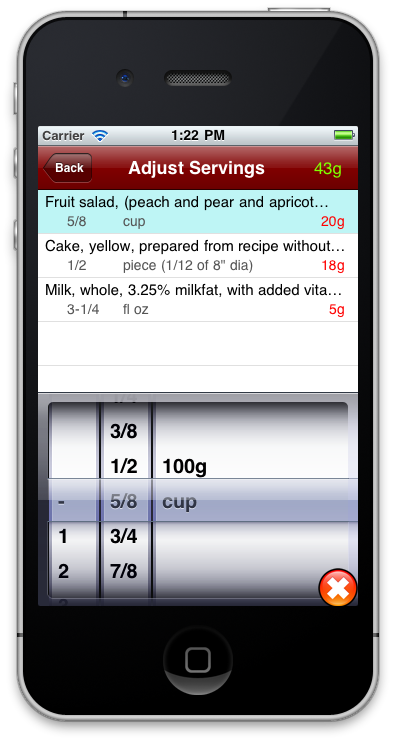 Carrier 1:22 PM
Back Adjust Servings 43g
Fruit salad, (peach and pear and apricot…
5/8 cup 20g
Cake, yellow, prepared from recipe without…
1/2 piece (1/12 of 8" dia) 18g
Milk, whole, 3.25% milkfat, with added vita…
3-1/4 fl oz 5g
1/4
3/8
1/2 100g
- 5/8 cup
1 3/4
2 7/8